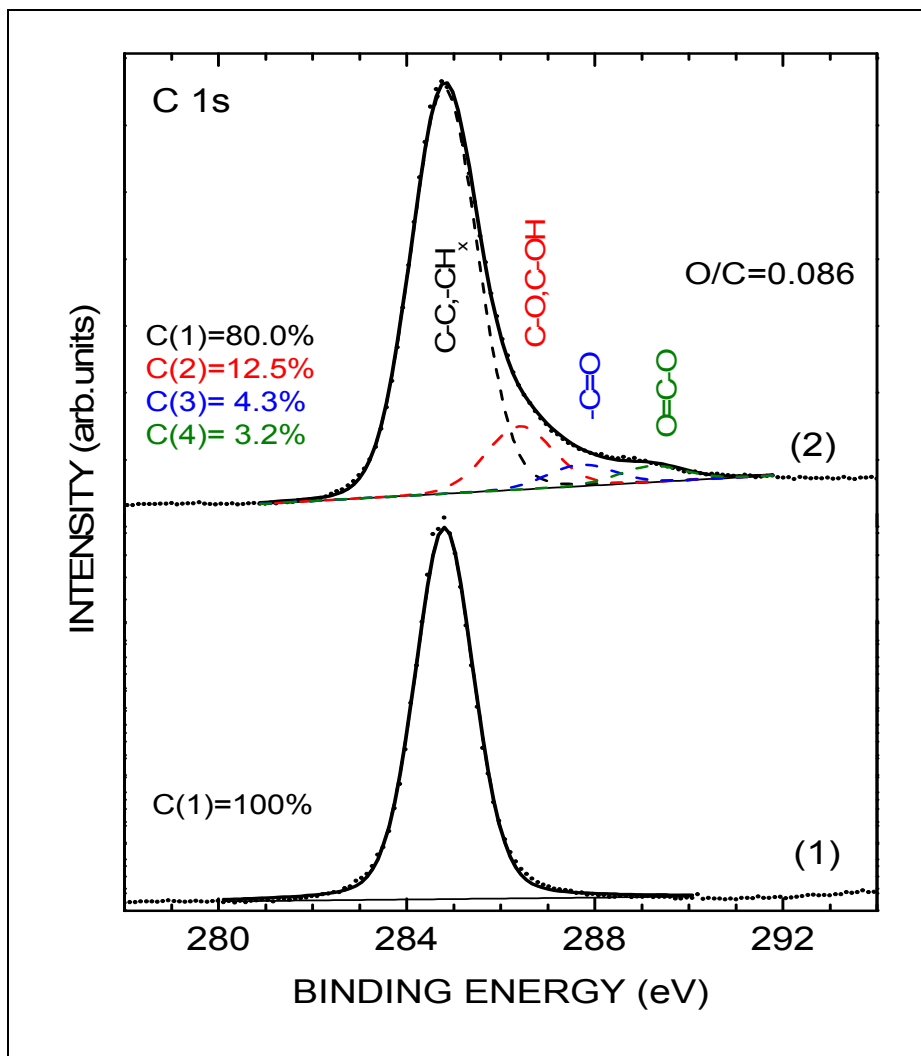 C 1s
C-C,-CHx
C-O,C-OH
-C=O
O=C-O
O/C=0.086
C(1)=80.0%
C(2)=12.5%
C(3)= 4.3%
C(4)= 3.2%
(2)
INTENSITY (arb.units)
C(1)=100%
(1)
280 284 288 292
BINDING ENERGY (eV)